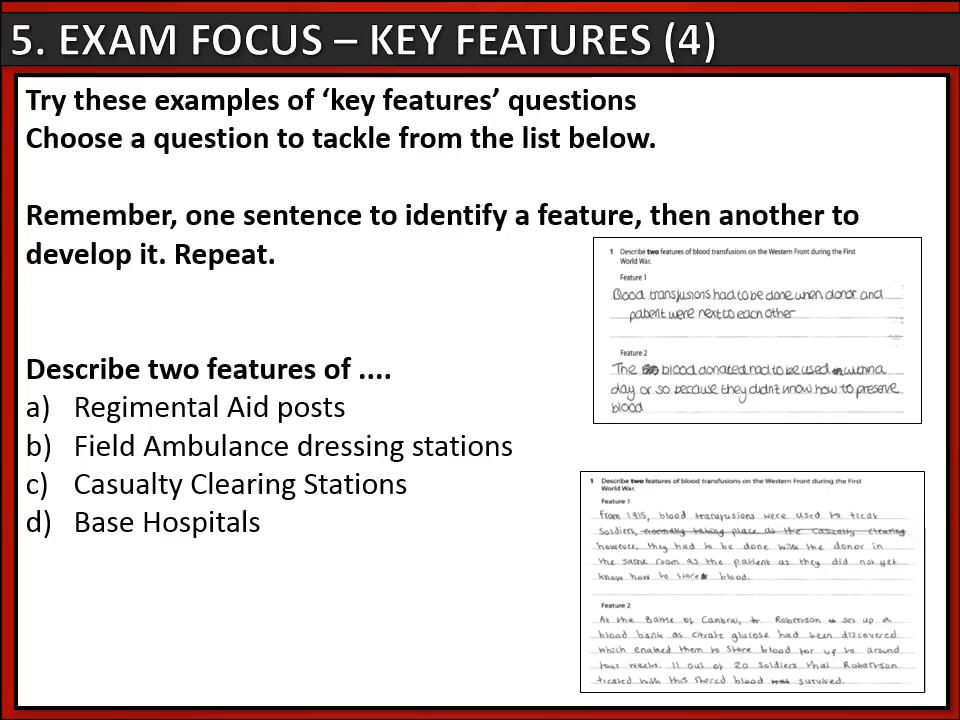 5. EXAM FOCUS – KEY FEATURES (4)
Try these examples of ‘key features’ questions
Choose a question to tackle from the list below.
Remember, one sentence to identify a feature, then another to
develop it. Repeat.
Describe two features of ....
a) Regimental Aid posts
b) Field Ambulance dressing stations
c) Casualty Clearing Stations
d) Base Hospitals
1 Describe two features of blood transfusions on the Western Front during the First
World War.
Feature 1
Blood transfusions had to be done when donor and
patient were next to each other
Feature 2
The blood donated had to be used within a
day or so because they didn't know how to preserve
blood
1 Describe two features of blood transfusions on the Western Front during the First
World War.
Feature 1
From 1915, blood transfusions were used to treat
soldiers, normally taking place at the casualty clearing
however, they had to be done with the donor in
the same room as the patient as they did not yet
know how to store blood.
Feature 2
At the Battle of Cambrai, Robertson set up a
blood bank as citrate glucose had been discovered
which enabled them to store blood for up to around
four weeks. 11 out of 20 soldiers that Robertson
treated with this stored blood survived.